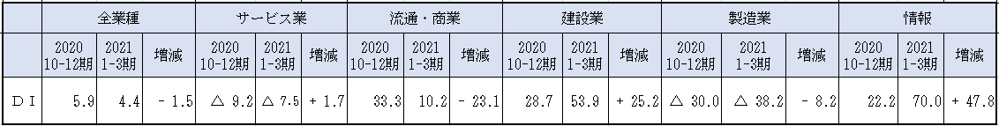 全業種 サービス業 流通・商業 建設業 製造業 情報
2020 10-12期 2021 1-3期 増減 2020 10-12期 2021 1-3期 増減 2020 10-12期 2021 1-3期 増減 2020 10-12期 2021 1-3期 増減 2020 10-12期 2021 1-3期 増減 2020 10-12期 2021 1-3期 増減
ＤＩ 5.9 4.4 - 1.5 △ 9.2 △ 7.5 + 1.7 33.3 10.2 - 23.1 28.7 53.9 + 25.2 △ 30.0 △ 38.2 - 8.2 22.2 70.0 + 47.8